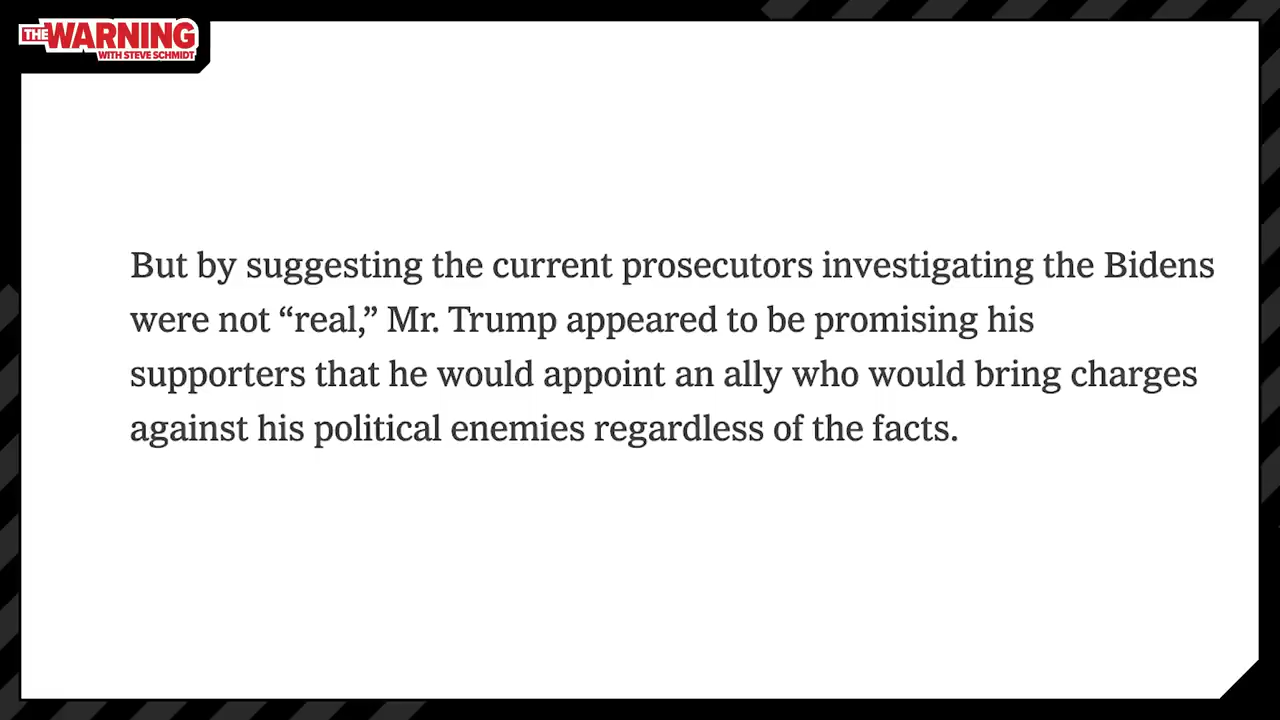 THE WARNING
WITH STEVE SCHMIDT
But by suggesting the current prosecutors investigating the Bidens
were not “real,” Mr. Trump appeared to be promising his
supporters that he would appoint an ally who would bring charges
against his political enemies regardless of the facts.